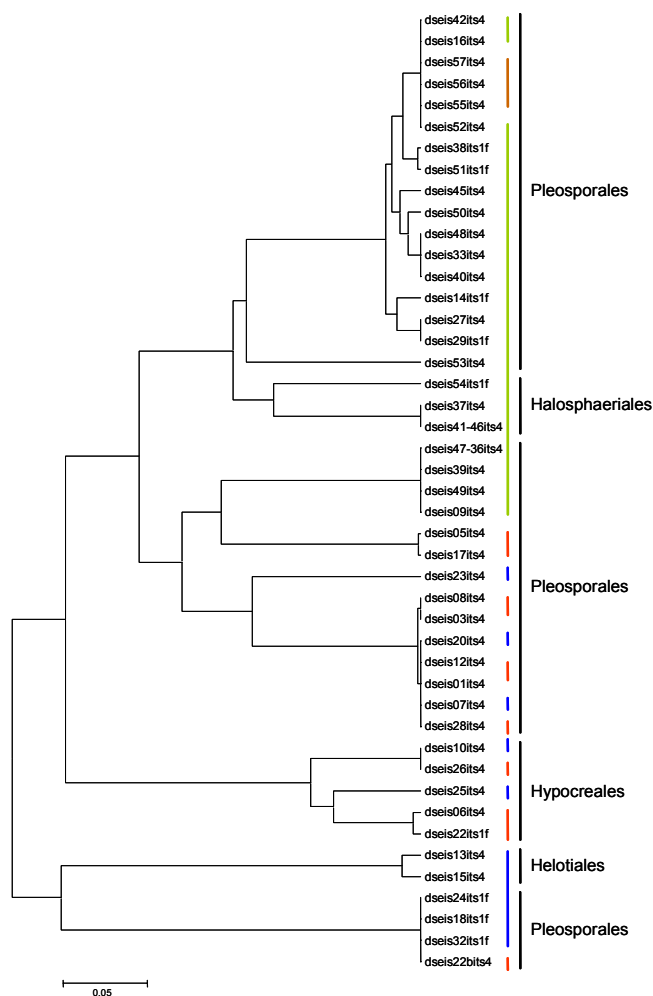 dseis42its4
dseis16its4
dseis57its4
dseis56its4
dseis55its4
dseis52its4
dseis38its1f
dseis51its1f
dseis45its4
Pleosporales
dseis50its4
dseis48its4
dseis33its4
dseis40its4
dseis14its1f
dseis27its4
dseis29its1f
dseis53its4
dseis54its1f
dseis37its4
Halosphaeriales
dseis41-46its4
dseis47-36its4
dseis39its4
dseis49its4
dseis09its4
dseis05its4
dseis17its4
dseis23its4
Pleosporales
dseis08its4
dseis03its4
dseis20its4
dseis12its4
dseis01its4
dseis07its4
dseis28its4
dseis10its4
dseis26its4
dseis25its4
Hypocreales
dseis06its4
dseis22its1f
dseis13its4
Helotiales
dseis15its4
dseis24its1f
dseis18its1f
Pleosporales
dseis32its1f
dseis22bits4
0.05